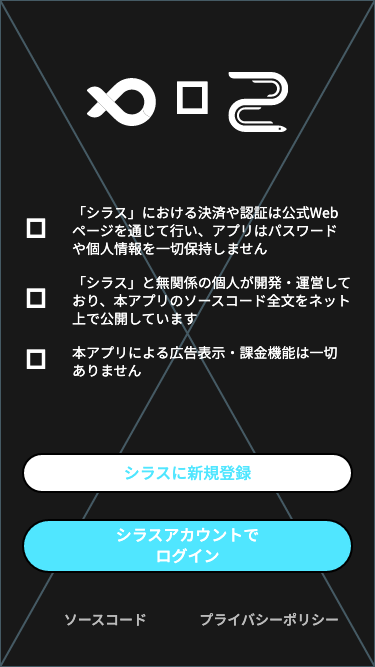 「シラス」における決済や認証は公式Web
ページを通じて行い、アプリはパスワード
や個人情報を一切保持しません
「シラス」と無関係の個人が開発・運営して
おり、本アプリのソースコード全文をネット
上で公開しています
本アプリによる広告表示・課金機能は一切
ありません
シラスに新規登録
シラスアカウントで
ログイン
ソースコード
プライバシーポリシー